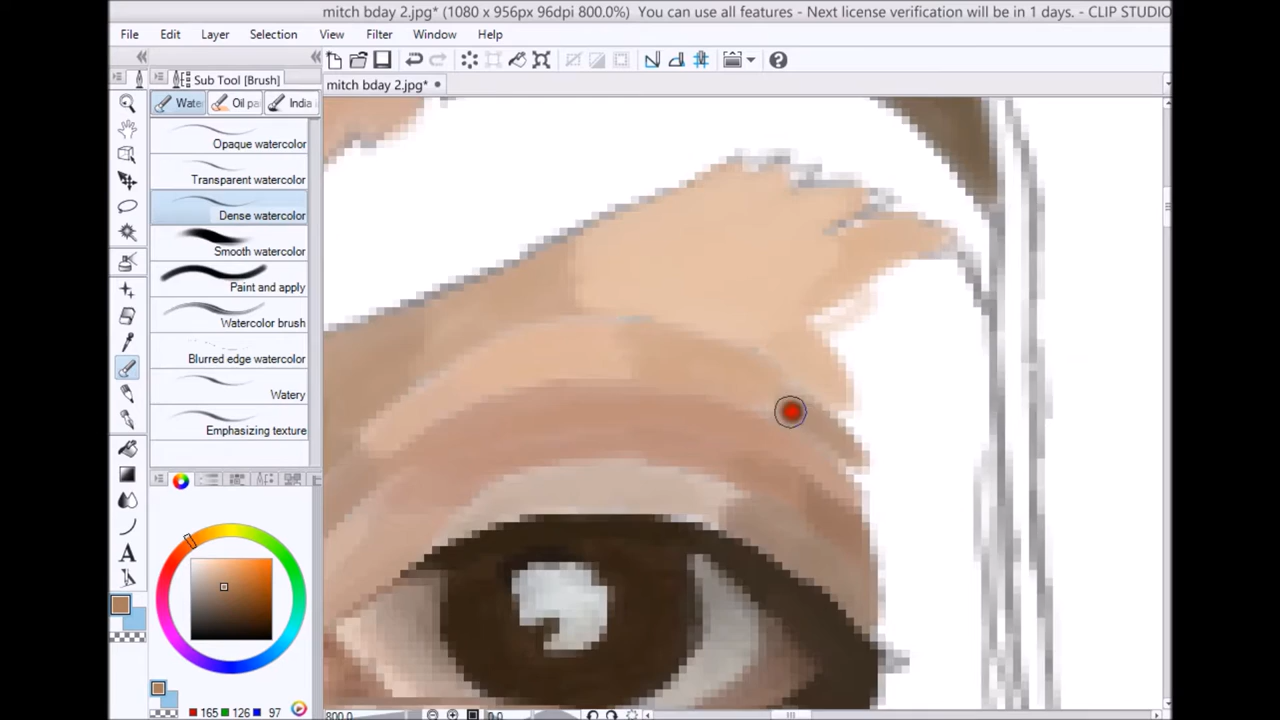 mitch bday 2.jpg* (1080 x 956px 96dpi 800.0%) You can use all features - Next license verification will be in 1 days. - CLIP STUDIO
File Edit Layer Selection View Filter Window Help
Sub Tool [Brush]
mitch bday 2.jpg*
Wate Oil pa India
Opaque watercolor
Transparent watercolor
Dense watercolor
Smooth watercolor
Paint and apply
Watercolor brush
Blurred edge watercolor
Watery
Emphasizing texture
A
165 126 97
800.0 0.0